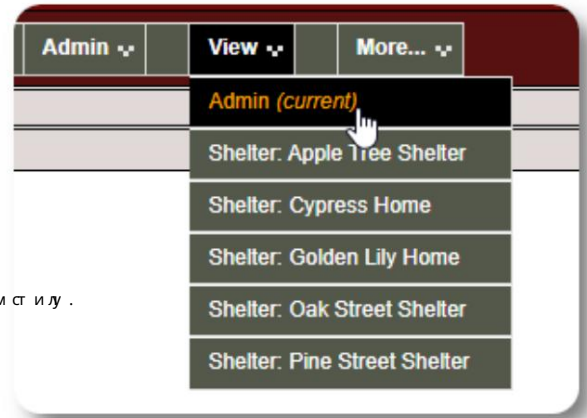 Admin View More...
Admin (current)
Shelter: Apple Tree Shelter
Shelter: Cypress Home
Shelter: Golden Lily Home
Shelter: Oak Street Shelter
Shelter: Pine Street Shelter